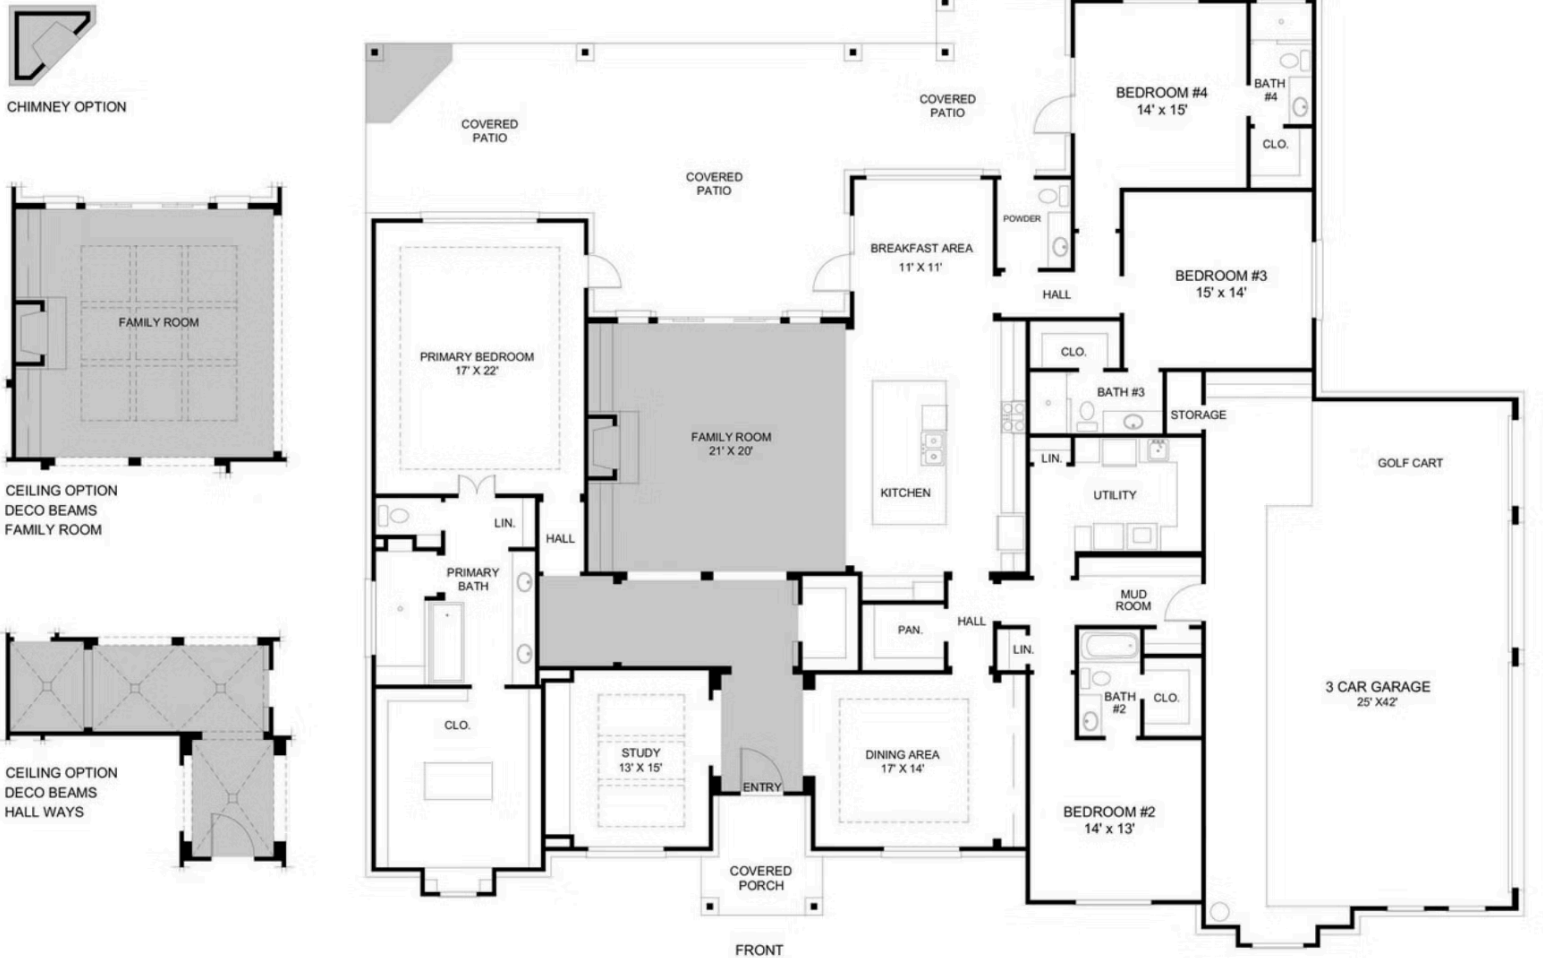 CHIMNEY OPTION
FAMILY ROOM
CEILING OPTION
DECO BEAMS
FAMILY ROOM
CEILING OPTION
DECO BEAMS
HALL WAYS
COVERED
PATIO
COVERED
PATIO
COVERED
PATIO
BEDROOM #4
14' x 15'
BATH
#4
CLO.
POWDER
BREAKFAST AREA
11' X 11'
HALL
BEDROOM #3
15' x 14'
PRIMARY BEDROOM
17' X 22'
CLO.
BATH #3
STORAGE
FAMILY ROOM
21' X 20'
KITCHEN
LIN.
UTILITY
GOLF CART
LIN.
HALL
PRIMARY
BATH
MUD
ROOM
PAN.
HALL
LIN.
BATH
#2
CLO.
3 CAR GARAGE
25' X42'
CLO.
STUDY
13' X 15'
ENTRY
DINING AREA
17' X 14'
BEDROOM #2
14' x 13'
COVERED
PORCH
FRONT